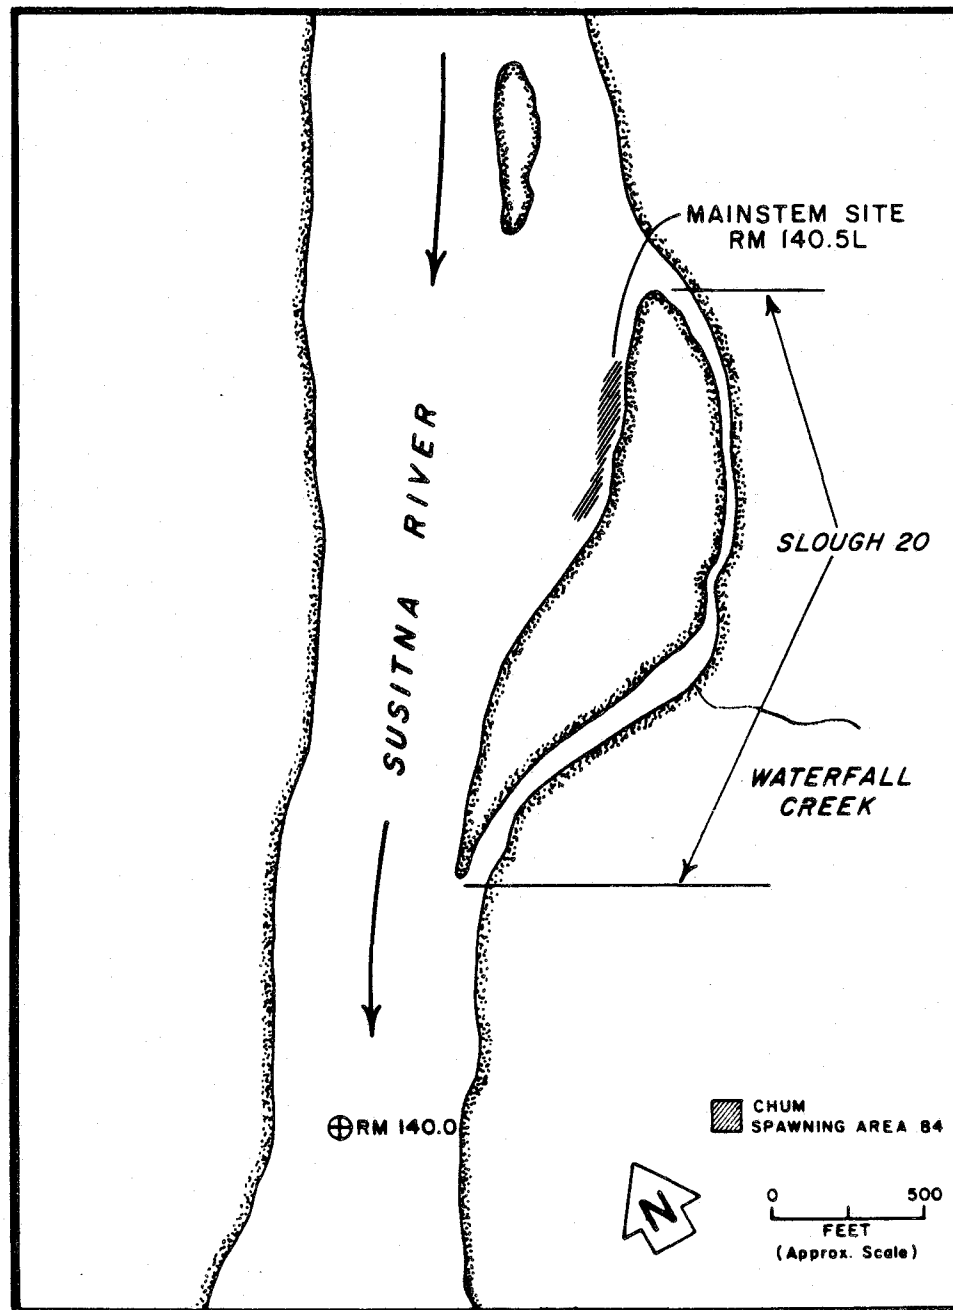 MAINSTEM SITE
RM 140.5L
SUSITNA RIVER
SLOUGH 20
WATERFALL
CREEK
RM 140.0
CHUM
SPAWNING AREA 84
N
0 500
FEET
(Approx. Scale)